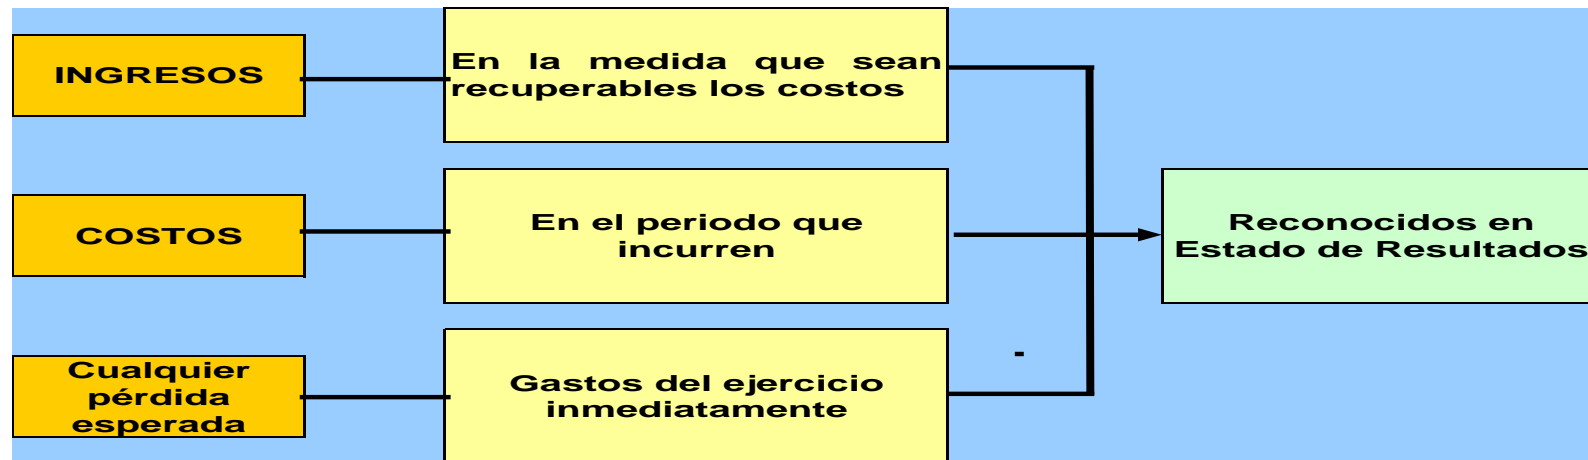 INGRESOS
En la medida que sean
recuperables los costos
COSTOS
En el periodo que
incurren
Reconocidos en
Estado de Resultados
Cualquier
pérdida
esperada
Gastos del ejercicio
inmediatamente
-